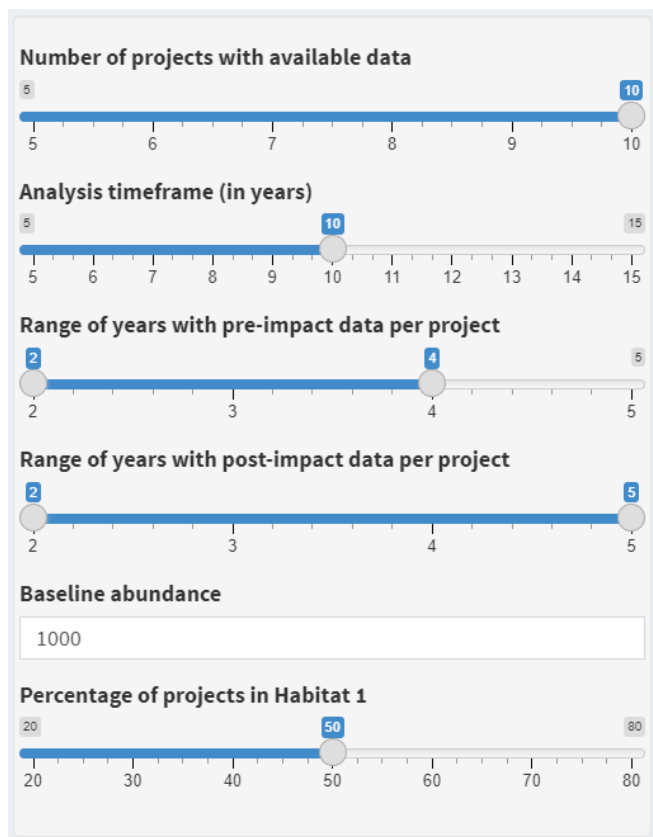 Number of projects with available data
5 10
5 6 7 8 9 10
Analysis timeframe (in years)
5 10 15
5 6 7 8 9 10 11 12 13 14 15
Range of years with pre-impact data per project
2 4 5
2 3 4 5
Range of years with post-impact data per project
2 5
2 3 4 5
Baseline abundance
1000
Percentage of projects in Habitat 1
20 50 80
20 30 40 50 60 70 80